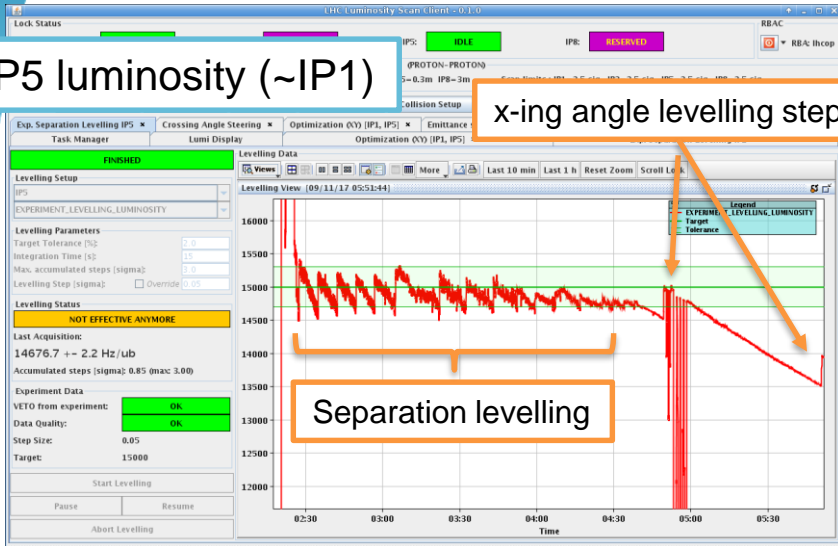 LHC Luminosity Scan Client - 0.1.0
Lock Status
RBAC
IP5: IDLE IP8: RESERVED
RBA: lhcop
P5 luminosity (~IP1)
(PROTON-PROTON)
5=0.3m IP8=3m
Collision Setup
x-ing angle levelling step
Exp. Separation Levelling IP5 Crossing Angle Steering Optimization (XY) [IP1, IP5] Emittance
Task Manager Lumi Display Optimization (XY) [IP1, IP5]
FINISHED
Levelling Data
Views More Last 10 min Last 1 h Reset Zoom Scroll Lock
Levelling Setup
Levelling View [09/11/17 05:51:44]
IP5
EXPERIMENT_LEVELLING_LUMINOSITY
Legend
EXPERIMENT_LEVELLING_LUMINOSITY
Target
Tolerance
Levelling Parameters
Target Tolerance [%]: 2.0
Integration Time [s]: 15
Max. accumulated steps [sigma]: 3.0
Levelling Step [sigma]: Override 0.05
Levelling Status
NOT EFFECTIVE ANYMORE
Last Acquisition:
14676.7 +- 2.2 Hz/ub
Accumulated steps [sigma]: 0.85 (max: 3.00)
Experiment Data
VETO from experiment: OK
Data Quality: OK
Step Size: 0.05
Target: 15000
Start Levelling
Pause Resume
Abort Levelling
16000
15500
15000
14500
14000
13500
13000
12500
12000
Separation levelling
02:30 03:00 03:30 04:00 04:30 05:00 05:30
Time